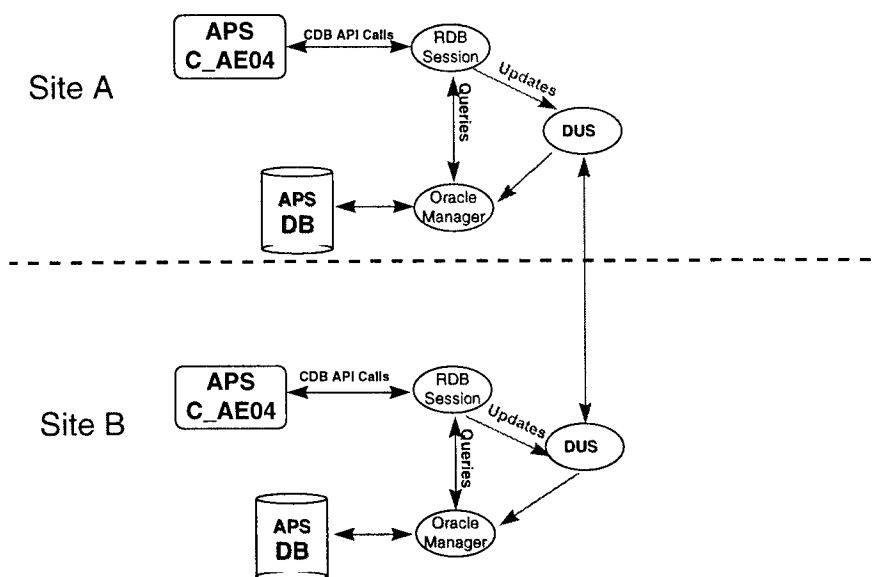 APS
C_AE04
CDB API Calls
RDB
Session
Updates
Site A
Queries
DUS
APS
DB
Oracle
Manager
APS
C_AE04
CDB API Calls
RDB
Session
Updates
Site B
Queries
DUS
APS
DB
Oracle
Manager